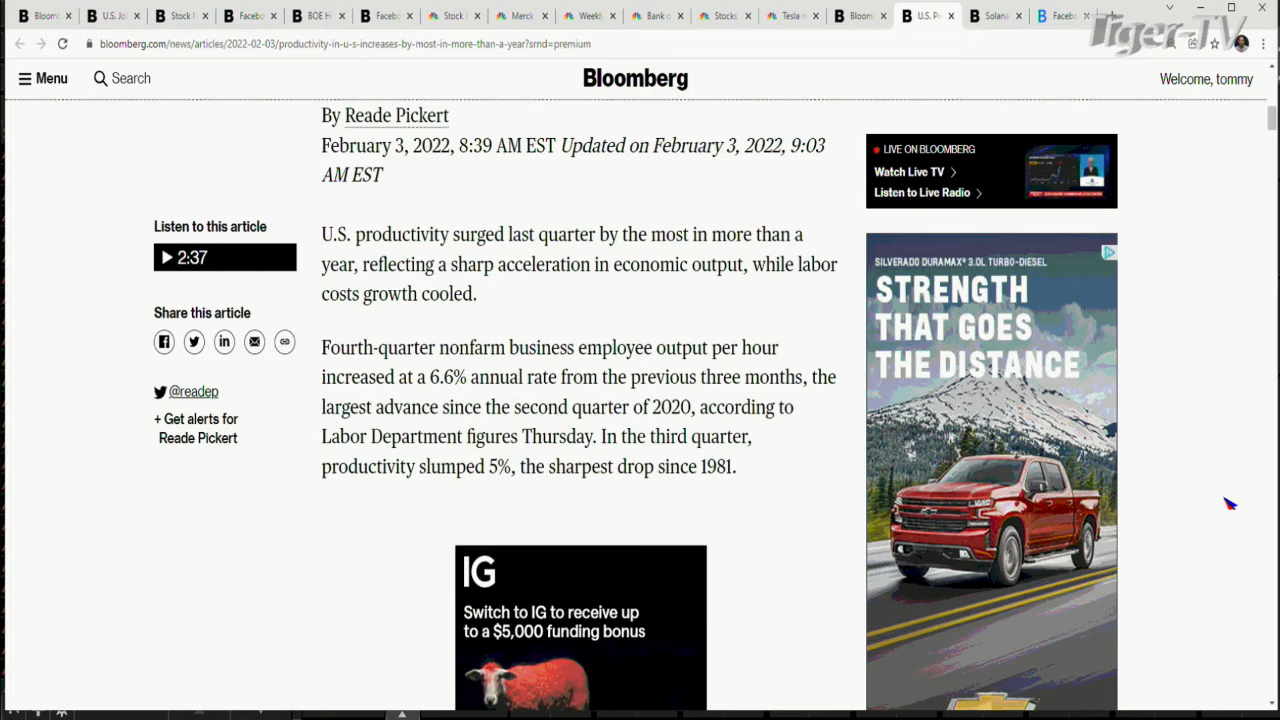 Bloom
U.S. Jo
Stock
Facebo
BOE Hi
Facebo
Stock
Merck
Weekly
Bank o
Stocks
Tesla r
Bloom
U.S. P
Solana
Faceb
Tiger-TV
bloomberg.com/news/articles/2022-02-03/productivity-in-u-s-increases-by-most-in-more-than-a-year?srnd=premium
Menu
Search
Bloomberg
Welcome, tommy
By Reade Pickert
February 3, 2022, 8:39 AM EST Updated on February 3, 2022, 9:03
AM EST
Listen to this article
2:37
Share this article
@readep
+ Get alerts for
Reade Pickert
U.S. productivity surged last quarter by the most in more than a
year, reflecting a sharp acceleration in economic output, while labor
costs growth cooled.
Fourth-quarter nonfarm business employee output per hour
increased at a 6.6% annual rate from the previous three months, the
largest advance since the second quarter of 2020, according to
Labor Department figures Thursday. In the third quarter,
productivity slumped 5%, the sharpest drop since 1981.
IG
Switch to IG to receive up
to a $5,000 funding bonus
LIVE ON BLOOMBERG
Watch Live TV
Listen to Live Radio
SILVERADO DURAMAX® 3.0L TURBO-DIESEL
STRENGTH
THAT GOES
THE DISTANCE